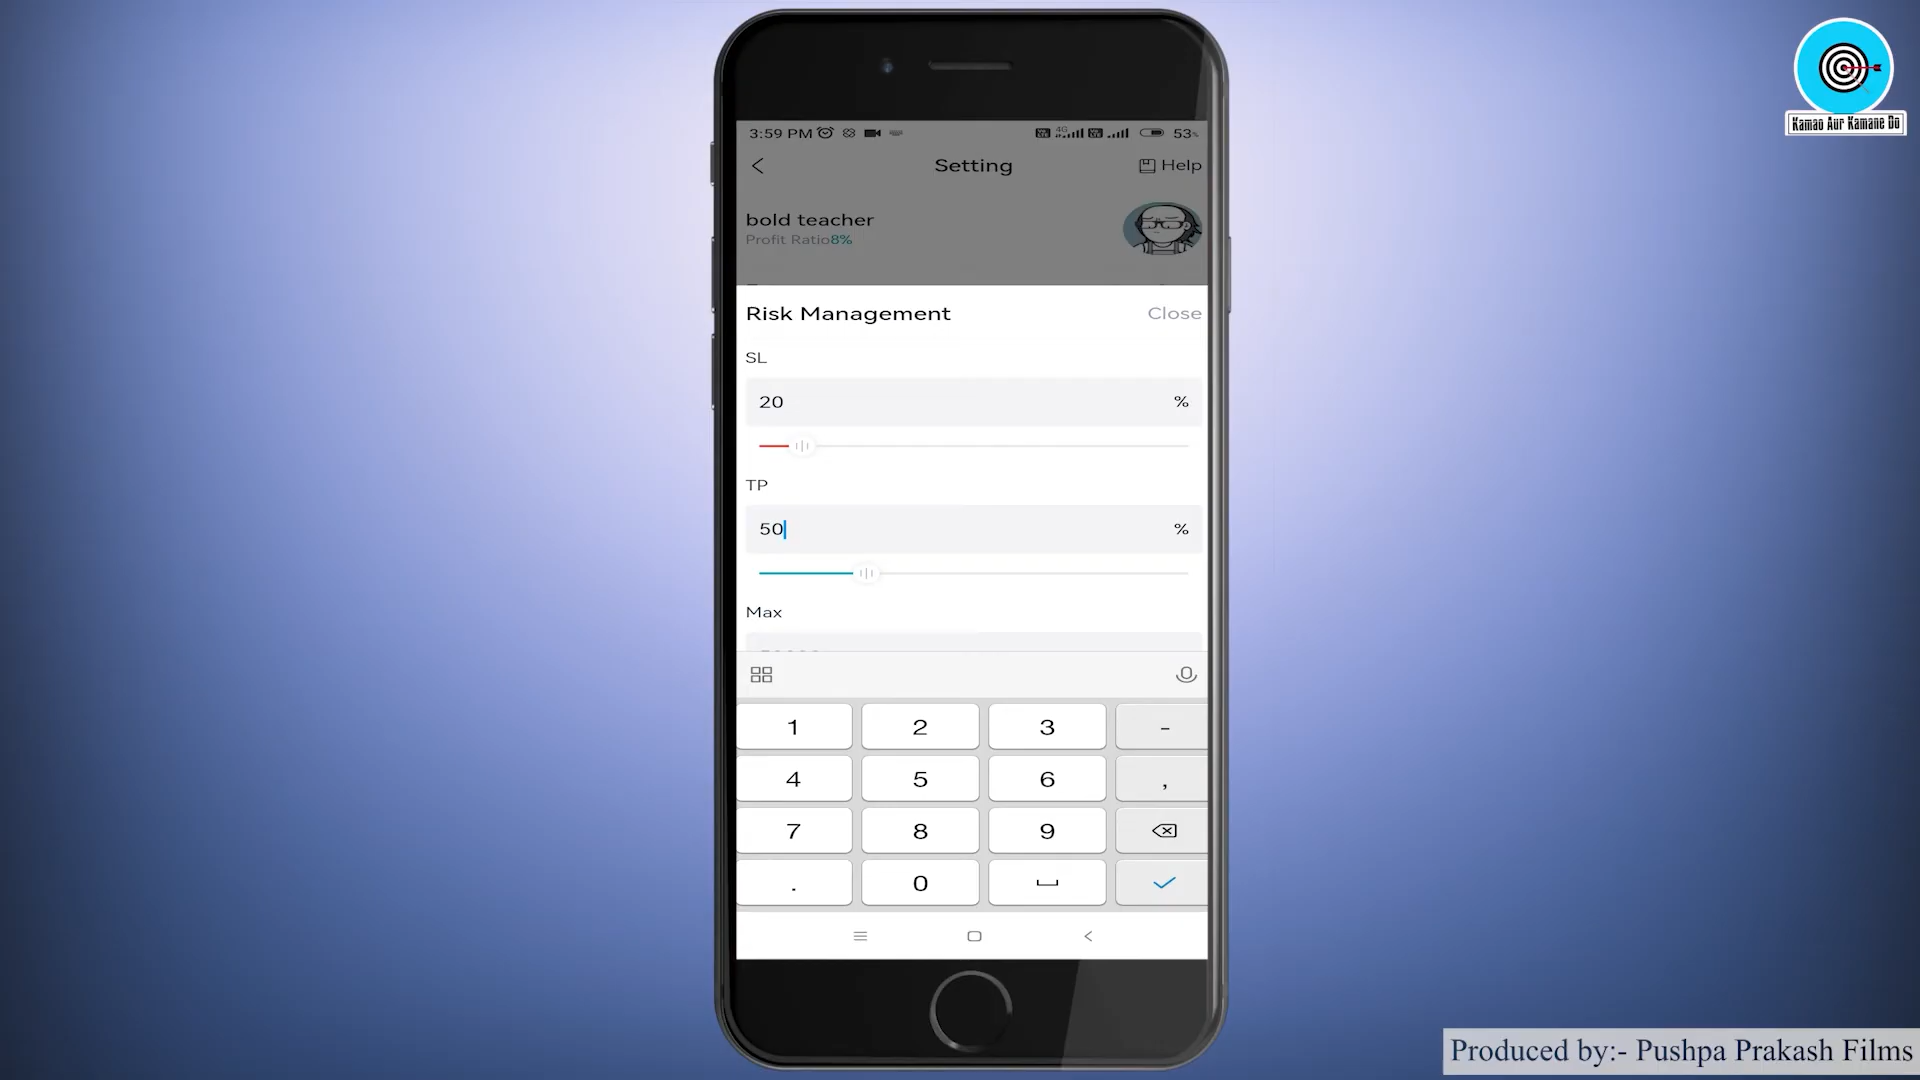 Kamao Aur Kamane Do
3:59 PM
4G
53%
Setting
Help
bold teacher
Profit Ratio8%
Risk Management
Close
SL
20 %
TP
50 %
Max
1 2 3 -
4 5 6 ,
7 8 9
. 0
Produced by:- Pushpa Prakash Films